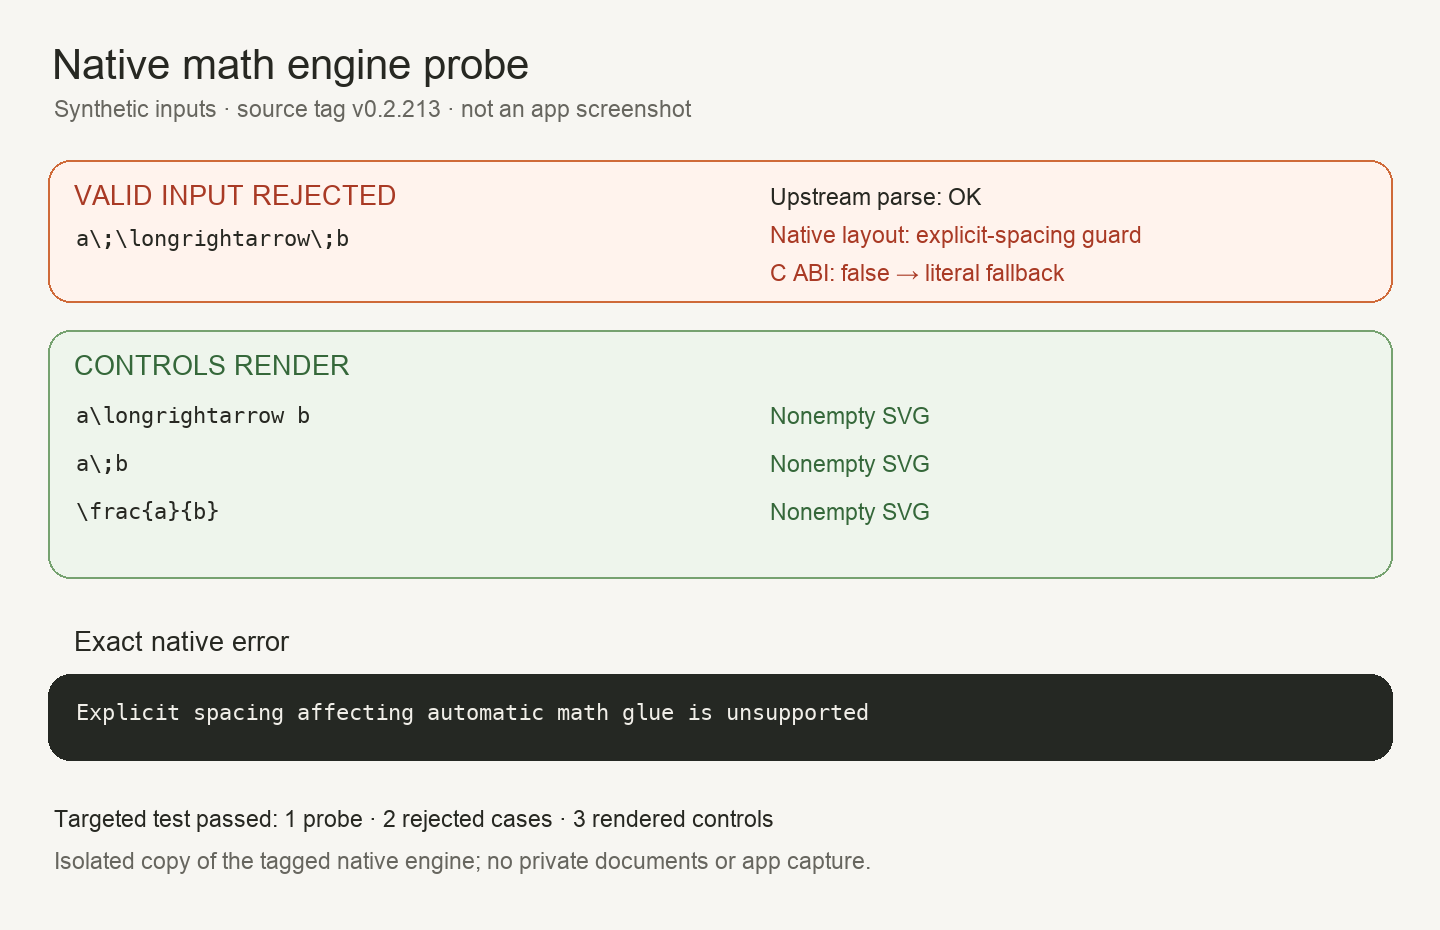 Native math engine probe
Synthetic inputs · source tag v0.2.213 · not an app screenshot
VALID INPUT REJECTED
a\;\longrightarrow\;b
Upstream parse: OK
Native layout: explicit-spacing guard
C ABI: false → literal fallback
CONTROLS RENDER
a\longrightarrow b Nonempty SVG
a\;b Nonempty SVG
\frac{a}{b} Nonempty SVG
Exact native error
Explicit spacing affecting automatic math glue is unsupported
Targeted test passed: 1 probe · 2 rejected cases · 3 rendered controls
Isolated copy of the tagged native engine; no private documents or app capture.